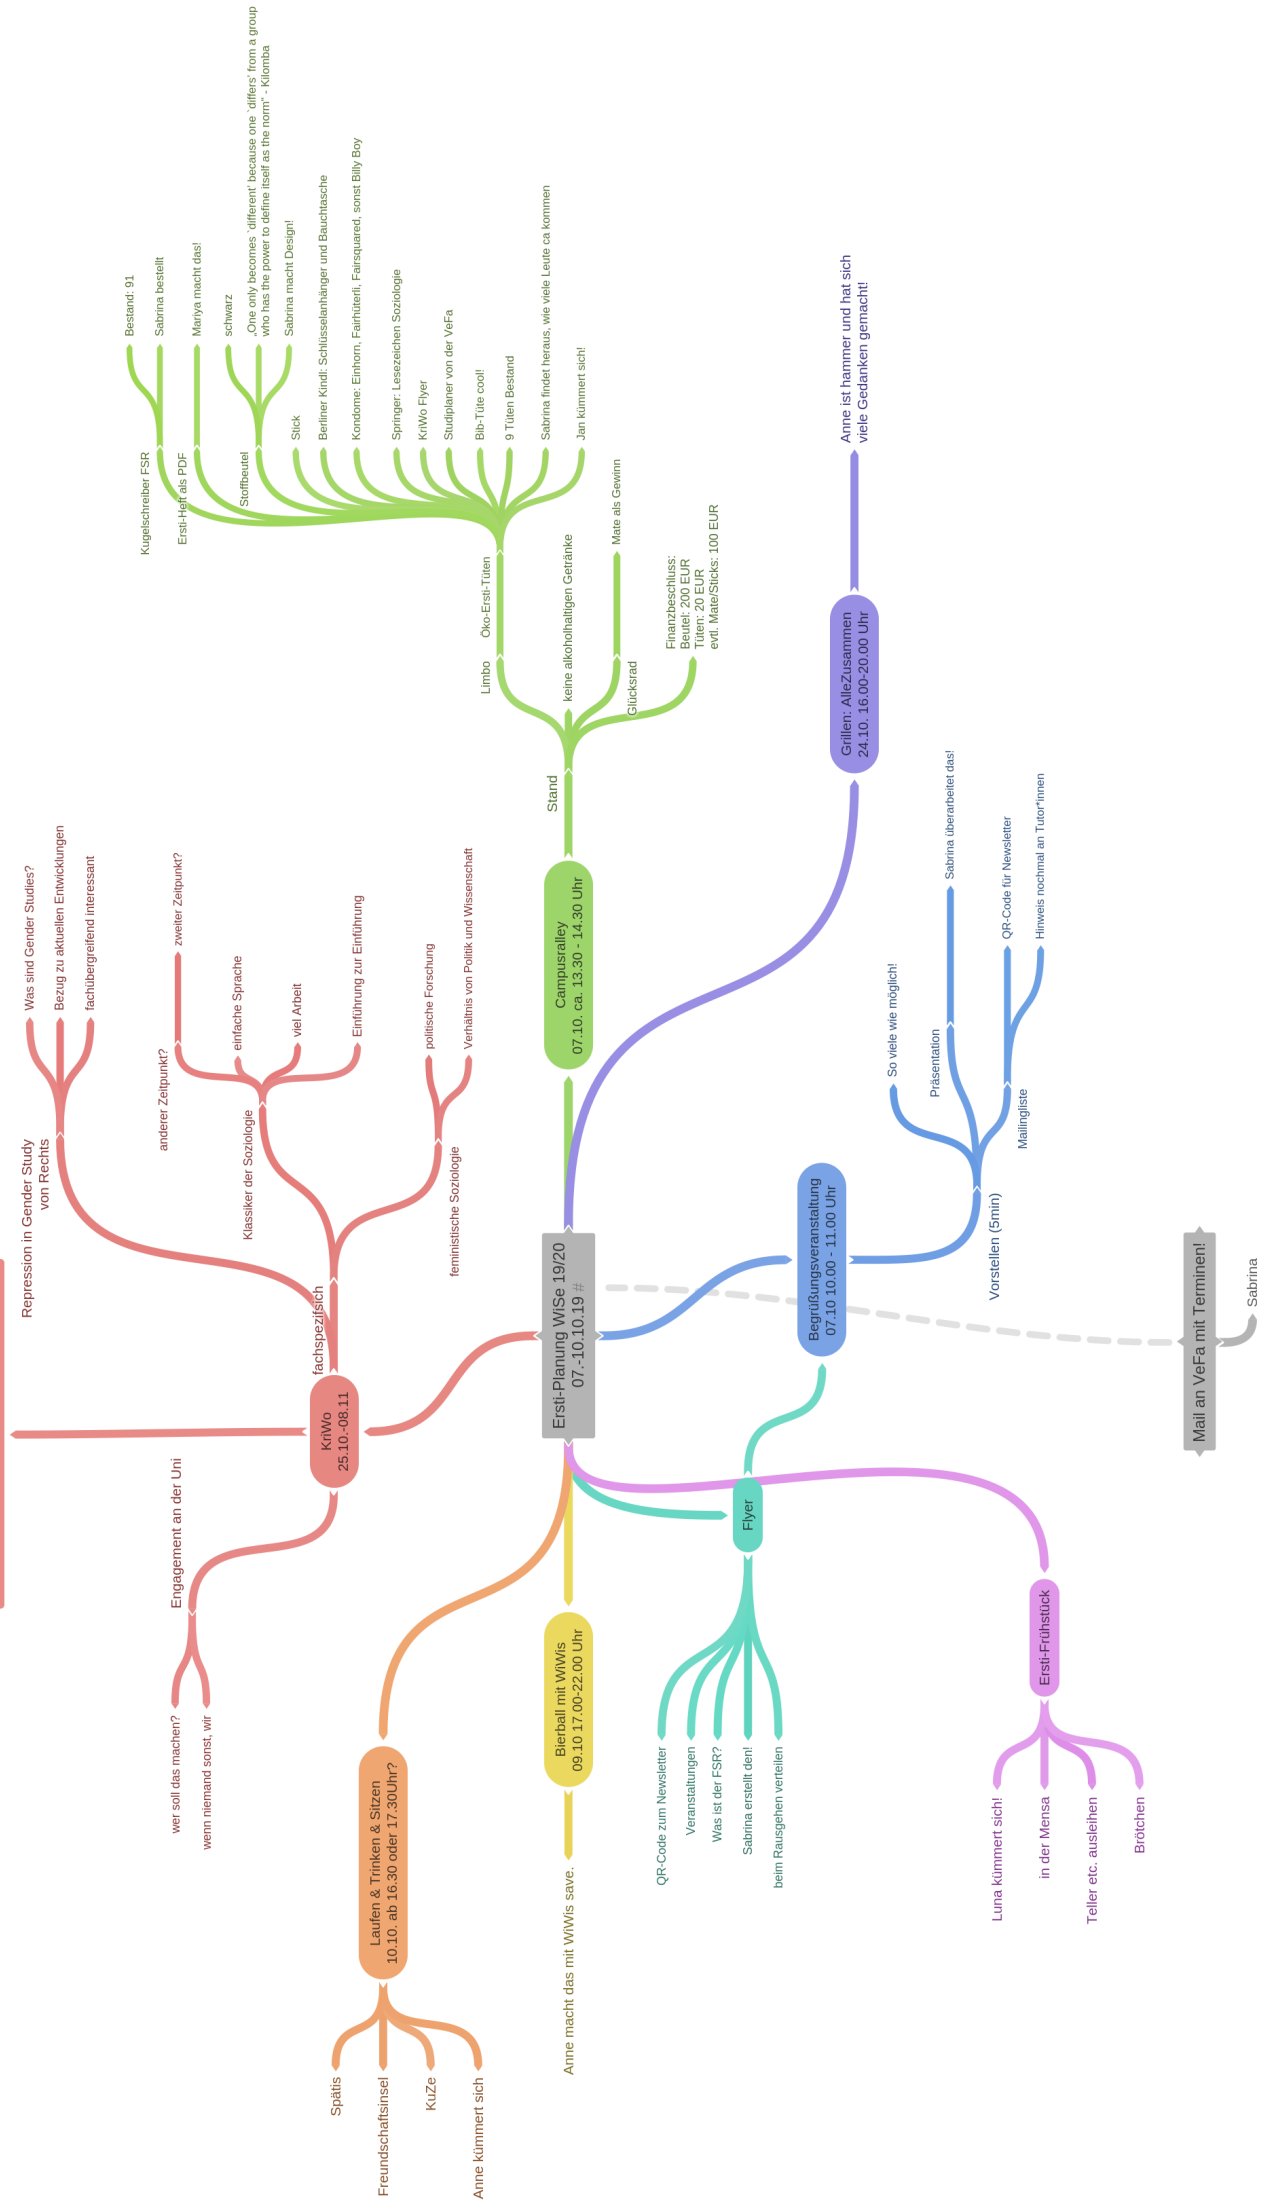 Ersti-Planung WiSe 19/20
07.-10.10.19 #
KriWo
25.10.-08.11
fachspezifsich
Repression in Gender Study
von Rechts
Was sind Gender Studies?
Bezug zu aktuellen Entwicklungen
fachübergreifend interessant
Klassiker der Soziologie
anderer Zeitpunkt?
zweiter Zeitpunkt?
einfache Sprache
viel Arbeit
Einführung zur Einführung
feministische Soziologie
politische Forschung
Verhältnis von Politik und Wissenschaft
Engagement an der Uni
wer soll das machen?
wenn niemand sonst, wir
Campusralley
07.10. ca. 13.30 - 14.30 Uhr
Stand
Limbo
Öko-Ersti-Tüten
Kugelschreiber FSR
Bestand: 91
Sabrina bestellt
Ersti-Heft als PDF
Mariya macht das!
Stoffbeutel
schwarz
„One only becomes `different' because one `differs' from a group
who has the power to define itself as the norm" - Kilomba
Sabrina macht Design!
Stick
Berliner Kindl: Schlüsselanhänger und Bauchtasche
Kondome: Einhorn, Fairhüterli, Fairsquared, sonst Billy Boy
Springer: Lesezeichen Soziologie
KriWo Flyer
Studiplaner von der VeFa
Bib-Tüte cool!
9 Tüten Bestand
Sabrina findet heraus, wie viele Leute ca kommen
Jan kümmert sich!
keine alkoholhaltigen Getränke
Glücksrad
Mate als Gewinn
Finanzbeschluss:
Beutel: 200 EUR
Tüten: 20 EUR
evtl. Mate/Sticks: 100 EUR
Grillen: AlleZusammen
24.10. 16.00-20.00 Uhr
Anne ist hammer und hat sich
viele Gedanken gemacht!
Begrüßungsveranstaltung
07.10 10.00 - 11.00 Uhr
Vorstellen (5min)
So viele wie möglich!
Präsentation
Sabrina überarbeitet das!
Mailingliste
QR-Code für Newsletter
Hinweis nochmal an Tutor*innen
Laufen & Trinken & Sitzen
10.10. ab 16.30 oder 17.30Uhr?
Spätis
Freundschaftsinsel
KuZe
Anne kümmert sich
Bierball mit WiWis
09.10 17.00-22.00 Uhr
Anne macht das mit WiWis save.
Flyer
QR-Code zum Newsletter
Veranstaltungen
Was ist der FSR?
Sabrina erstellt den!
beim Rausgehen verteilen
Ersti-Frühstück
Luna kümmert sich!
in der Mensa
Teller etc. ausleihen
Brötchen
Mail an VeFa mit Terminen!
Sabrina